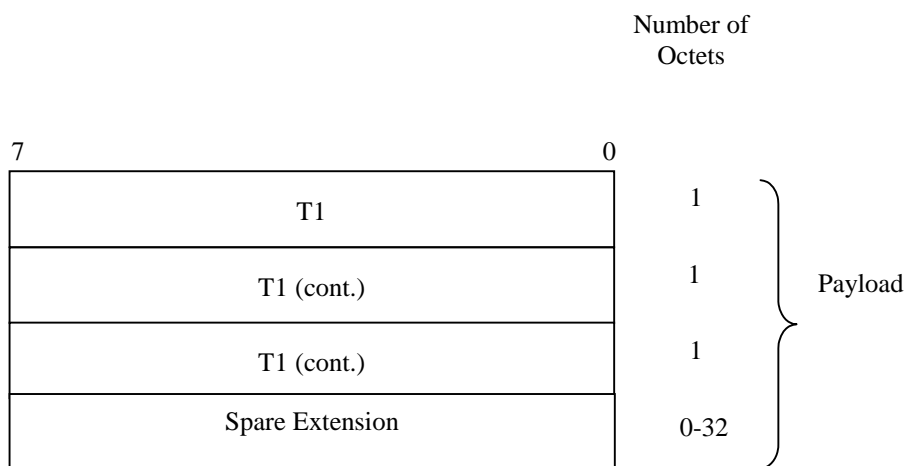 Number of
Octets
7 0
T1 1
T1 (cont.) 1
Payload
T1 (cont.) 1
Spare Extension 0-32